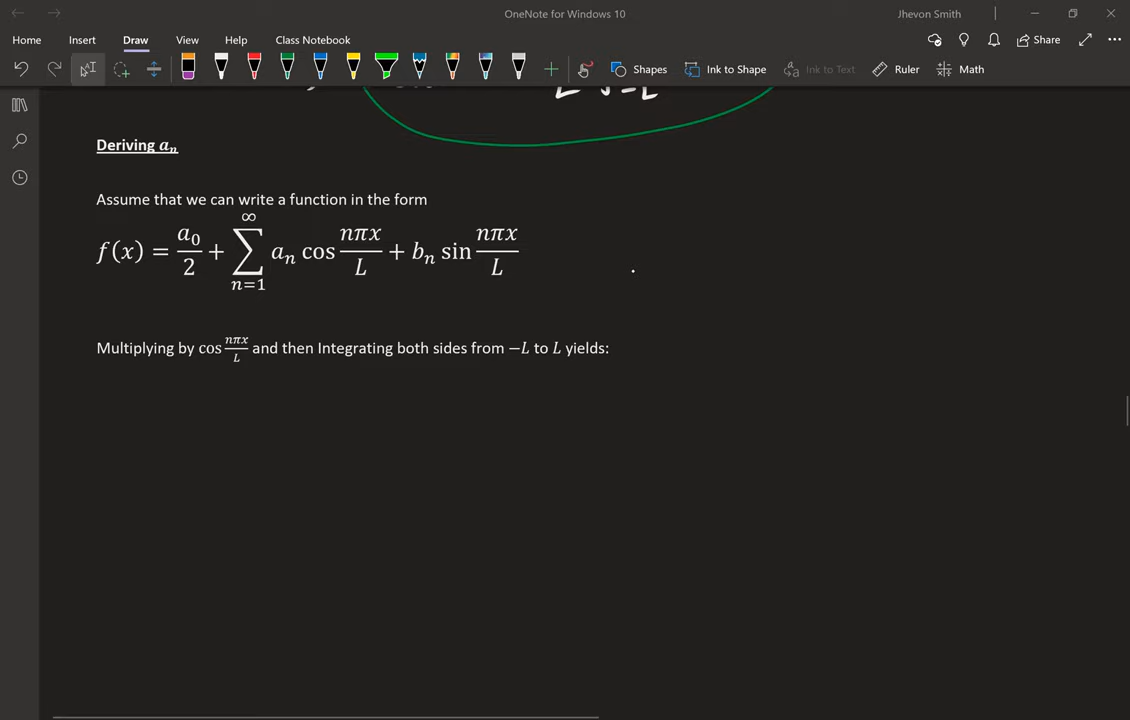 OneNote for Windows 10
Jhevon Smith
Home Insert Draw View Help Class Notebook
Share
Shapes Ink to Shape Ink to Text Ruler Math
Deriving aₙ
Assume that we can write a function in the form
f(x) = a₀/2 + ∑_{n=1}^{∞} aₙ cos nπx/L + bₙ sin nπx/L
Multiplying by cos nπx/L and then Integrating both sides from −L to L yields: